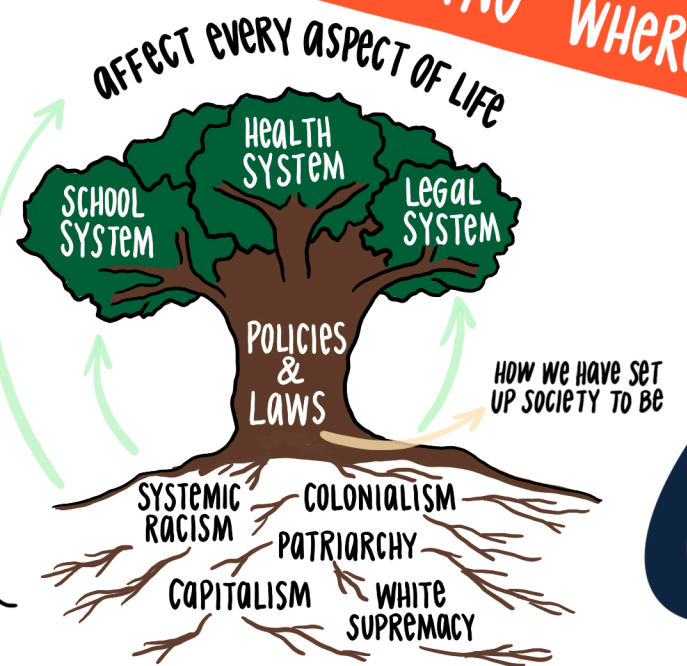 WHERE
AFFECT EVERY ASPECT OF LIFE
HEALTH
SYSTEM
SCHOOL
SYSTEM
LEGAL
SYSTEM
POLICIES
&
LAWS
HOW WE HAVE SET
UP SOCIETY TO BE
SYSTEMIC
RACISM
COLONIALISM
PATRIARCHY
CAPITALISM
WHITE
SUPREMACY